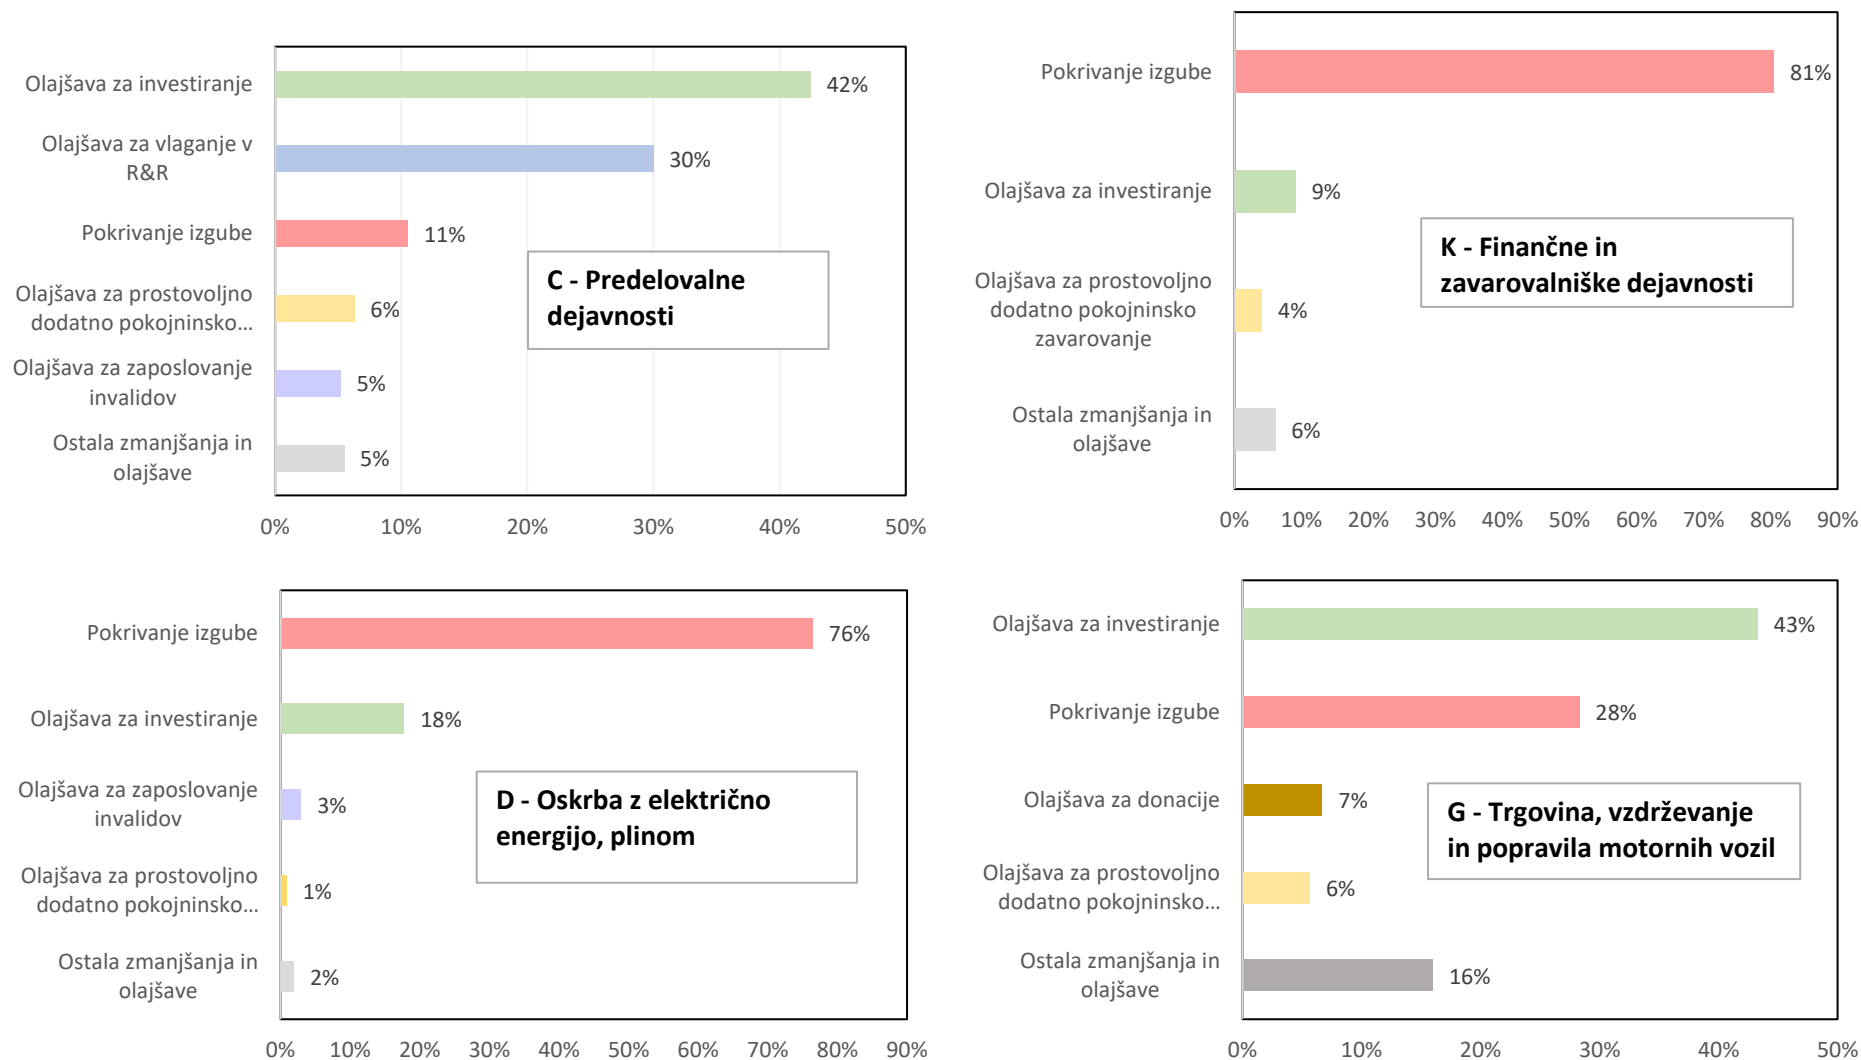 Olajšava za investiranje
42%
Olajšava za vlaganje v
R&R
30%
Pokrivanje izgube
11%
Olajšava za prostovoljno
dodatno pokojninsko...
6%
Olajšava za zaposlovanje
invalidov
5%
Ostala zmanjšanja in
olajšave
5%
C - Predelovalne
dejavnosti
0% 10% 20% 30% 40% 50%
Pokrivanje izgube
81%
Olajšava za investiranje
9%
Olajšava za prostovoljno
dodatno pokojninsko
zavarovanje
4%
Ostala zmanjšanja in
olajšave
6%
K - Finančne in
zavarovalniške dejavnosti
0% 10% 20% 30% 40% 50% 60% 70% 80% 90%
Pokrivanje izgube
76%
Olajšava za investiranje
18%
Olajšava za zaposlovanje
invalidov
3%
Olajšava za prostovoljno
dodatno pokojninsko...
1%
Ostala zmanjšanja in
olajšave
2%
D - Oskrba z električno
energijo, plinom
0% 10% 20% 30% 40% 50% 60% 70% 80% 90%
Olajšava za investiranje
43%
Pokrivanje izgube
28%
Olajšava za donacije
7%
Olajšava za prostovoljno
dodatno pokojninsko...
6%
Ostala zmanjšanja in
olajšave
16%
G - Trgovina, vzdrževanje
in popravila motornih vozil
0% 10% 20% 30% 40% 50%